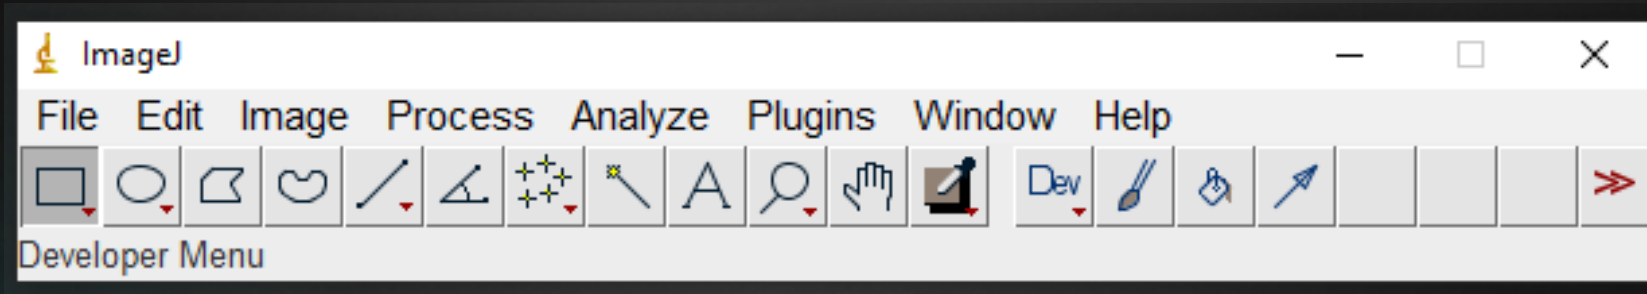 ImageJ
File Edit Image Process Analyze Plugins Window Help
A Dev
Developer Menu